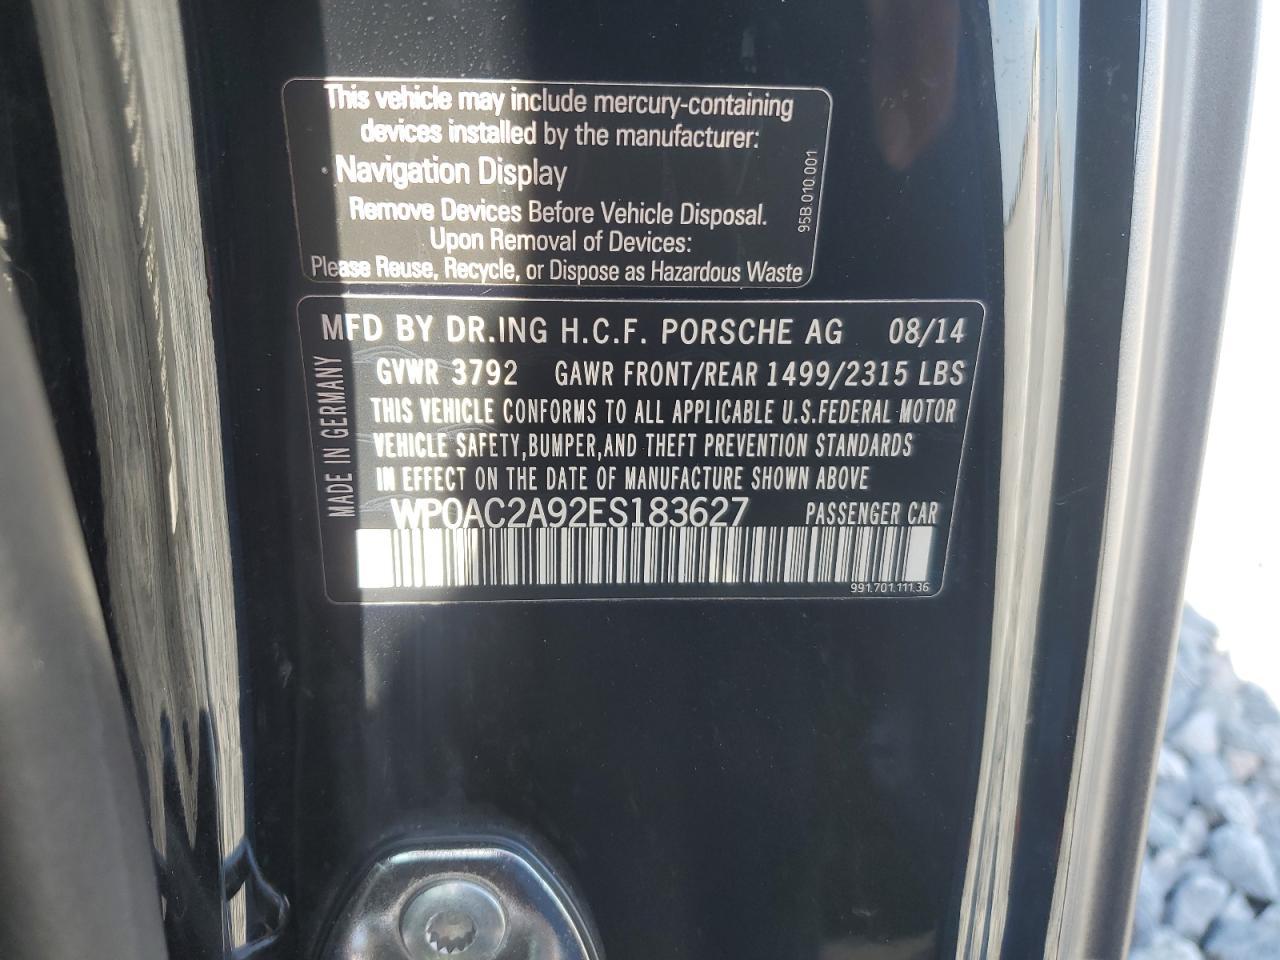 This vehicle may include mercury-containing
devices installed by the manufacturer:
· Navigation Display
Remove Devices Before Vehicle Disposal.
Upon Removal of Devices:
Please Reuse, Recycle, or Dispose as Hazardous Waste
95B.010.001
MFD BY DR.ING H.C.F. PORSCHE AG 08/14
GVWR 3792 GAWR FRONT/REAR 1499/2315 LBS
THIS VEHICLE CONFORMS TO ALL APPLICABLE U.S.FEDERAL MOTOR
VEHICLE SAFETY,BUMPER,AND THEFT PREVENTION STANDARDS
IN EFFECT ON THE DATE OF MANUFACTURE SHOWN ABOVE
WP0AC2A92ES183627 PASSENGER CAR
MADE IN GERMANY
991.701.111.36